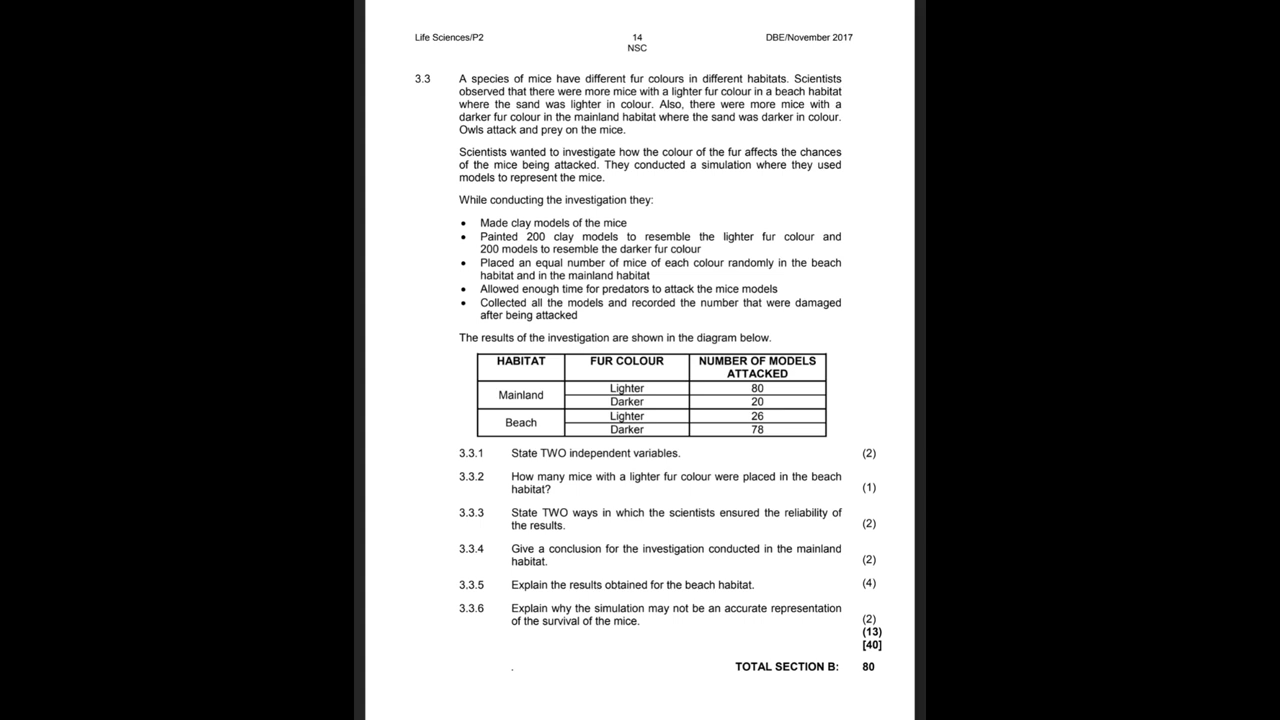 Life Sciences/P2 14 DBE/November 2017
NSC
3.3 A species of mice have different fur colours in different habitats. Scientists
observed that there were more mice with a lighter fur colour in a beach habitat
where the sand was lighter in colour. Also, there were more mice with a
darker fur colour in the mainland habitat where the sand was darker in colour.
Owls attack and prey on the mice.
Scientists wanted to investigate how the colour of the fur affects the chances
of the mice being attacked. They conducted a simulation where they used
models to represent the mice.
While conducting the investigation they:
• Made clay models of the mice
• Painted 200 clay models to resemble the lighter fur colour and
200 models to resemble the darker fur colour
• Placed an equal number of mice of each colour randomly in the beach
habitat and in the mainland habitat
• Allowed enough time for predators to attack the mice models
• Collected all the models and recorded the number that were damaged
after being attacked
The results of the investigation are shown in the diagram below.
HABITAT FUR COLOUR NUMBER OF MODELS
ATTACKED
Mainland Lighter 80
Darker 20
Beach Lighter 26
Darker 78
3.3.1 State TWO independent variables. (2)
3.3.2 How many mice with a lighter fur colour were placed in the beach
habitat? (1)
3.3.3 State TWO ways in which the scientists ensured the reliability of
the results. (2)
3.3.4 Give a conclusion for the investigation conducted in the mainland
habitat. (2)
3.3.5 Explain the results obtained for the beach habitat. (4)
3.3.6 Explain why the simulation may not be an accurate representation
of the survival of the mice. (2)
(13)
[40]
TOTAL SECTION B: 80